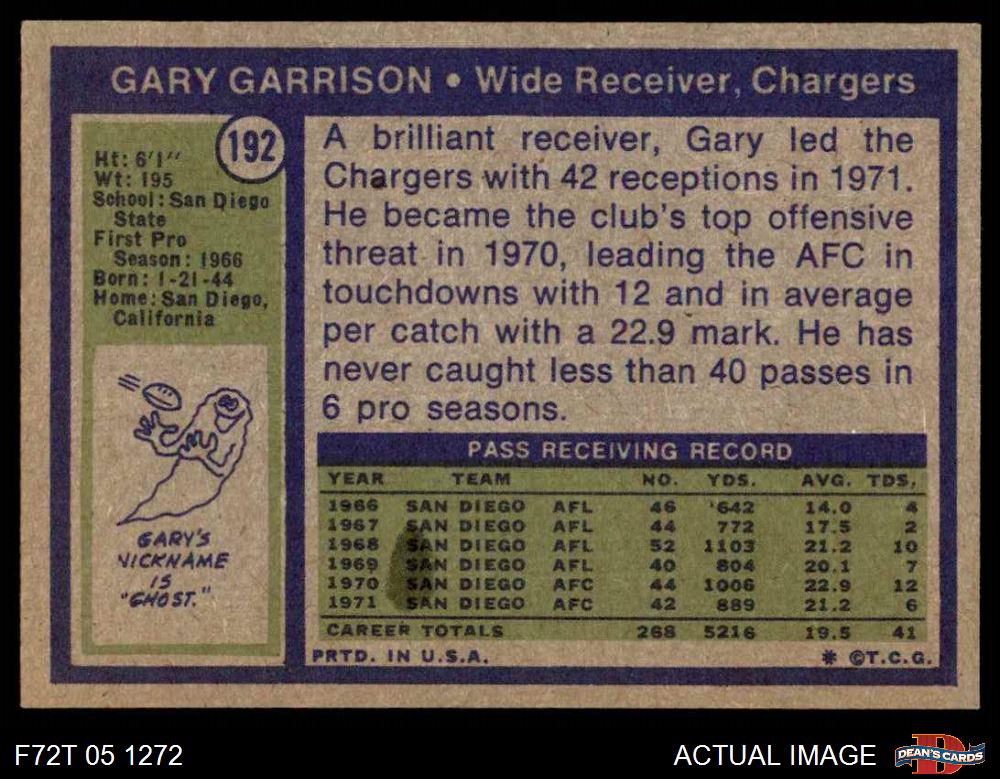 GARY GARRISON • Wide Receiver, Chargers
192
Ht: 6'1"
Wt: 195
School: San Diego
State
First Pro
Season: 1966
Born: 1-21-44
Home: San Diego,
California
GARY'S
NICKNAME
IS
"GHOST."
A brilliant receiver, Gary led the
Chargers with 42 receptions in 1971.
He became the club's top offensive
threat in 1970, leading the AFC in
touchdowns with 12 and in average
per catch with a 22.9 mark. He has
never caught less than 40 passes in
6 pro seasons.
PASS RECEIVING RECORD
YEAR TEAM NO. YDS. AVG. TDS.
1966 SAN DIEGO AFL 46 642 14.0 4
1967 SAN DIEGO AFL 44 772 17.5 2
1968 SAN DIEGO AFL 52 1103 21.2 10
1969 SAN DIEGO AFL 40 804 20.1 7
1970 SAN DIEGO AFC 44 1006 22.9 12
1971 SAN DIEGO AFC 42 889 21.2 6
CAREER TOTALS 268 5216 19.5 41
PRTD. IN U.S.A. * ©T.C.G.
F72T 05 1272 ACTUAL IMAGE DEAN'S CARDS